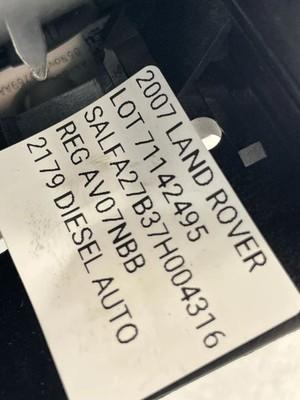 2007 LAND ROVER
LOT 71142495
SALFA27B37H004316
REG AV07NBB
2179 DIESEL AUTO